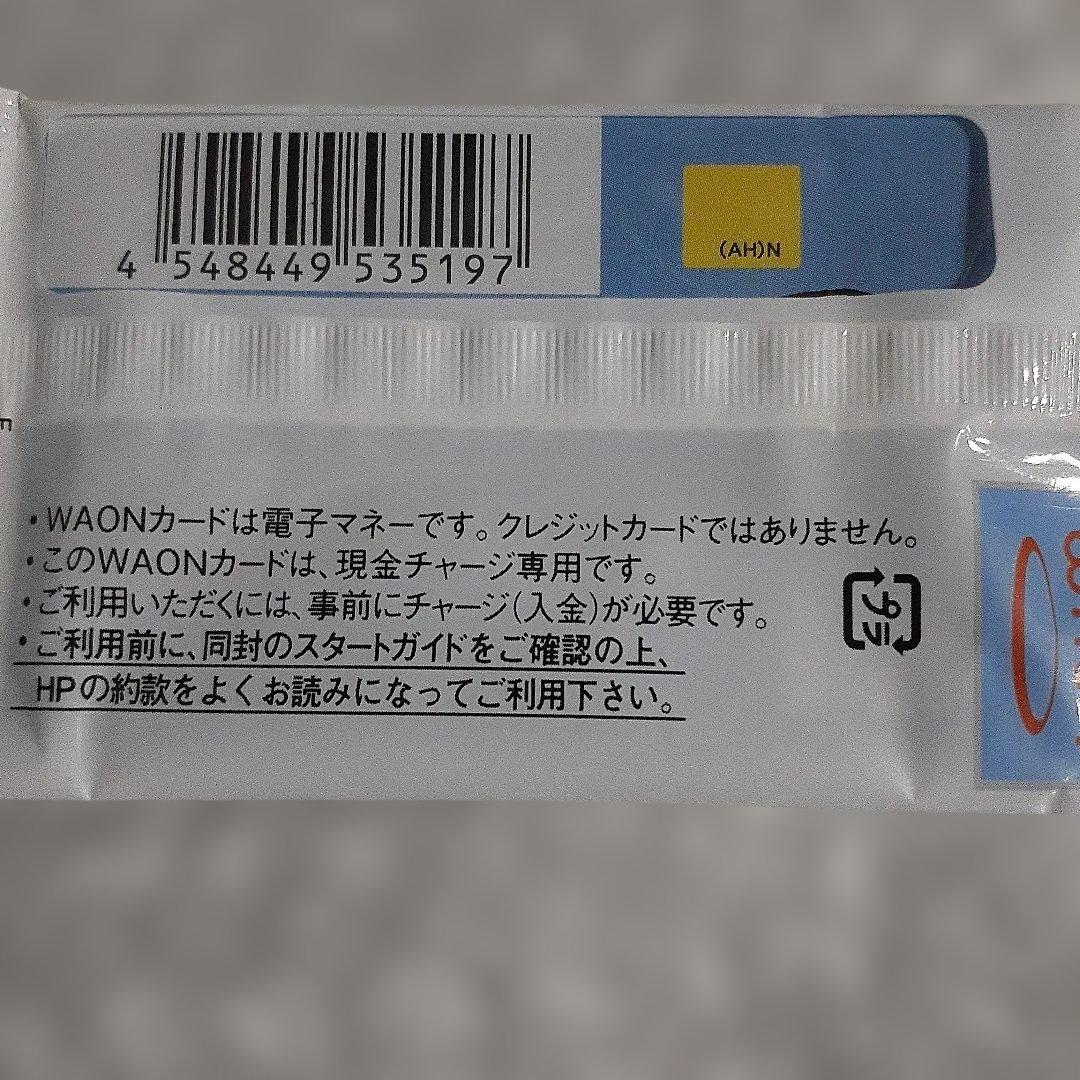 4 548449 535197
(AH)N
・WAONカードは電子マネーです。クレジットカードではありません。
・このWAONカードは、現金チャージ専用です。
・ご利用いただくには、事前にチャージ(入金)が必要です。
・ご利用前に、同封のスタートガイドをご確認の上、
HPの約款をよくお読みになってご利用下さい。
プラ